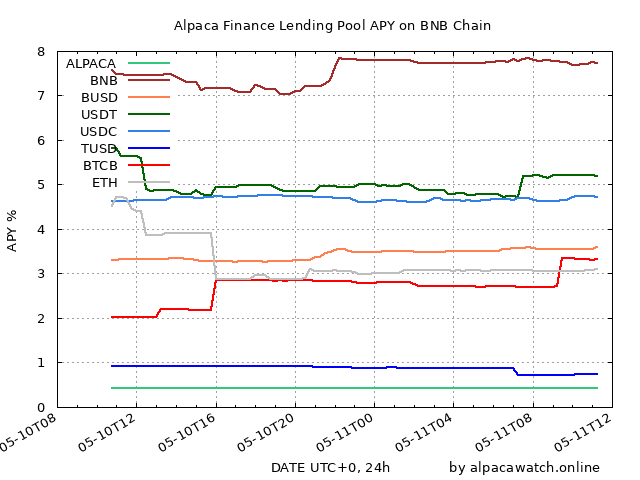 Alpaca Finance Lending Pool APY on BNB Chain
8
7
6
5
4
3
2
1
0
APY %
ALPACA
BNB
BUSD
USDT
USDC
TUSD
BTCB
ETH
05-10T08
05-10T12
05-10T16
05-10T20
05-11T00
05-11T04
05-11T08
05-11T12
DATE UTC+0, 24h
by alpacawatch.online